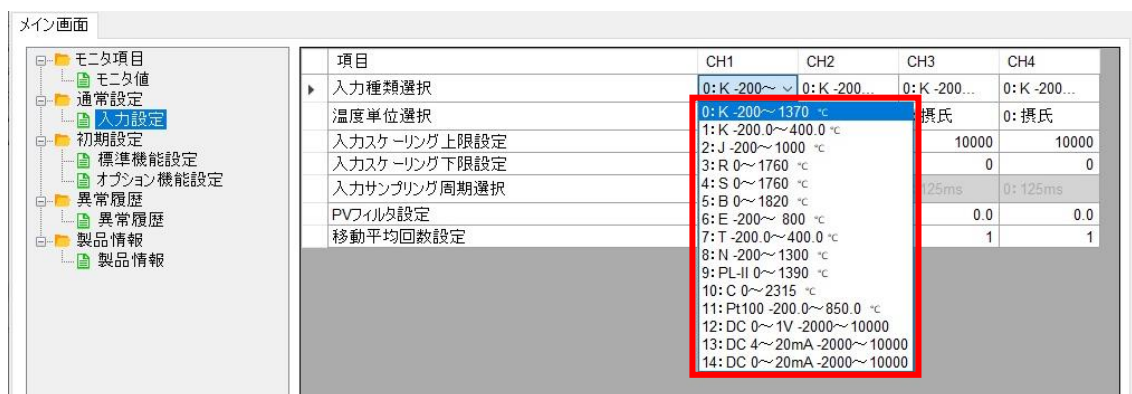 メイン画面
モニタ項目
モニタ値
通常設定
入力設定
初期設定
標準機能設定
オプション機能設定
異常履歴
異常履歴
製品情報
製品情報
項目 CH1 CH2 CH3 CH4
入力種類選択 0: K -200～ 0: K -200... 0: K -200... 0: K -200...
温度単位選択 摂氏 0: 摂氏
入力スケーリング上限設定 10000 10000
入力スケーリング下限設定 0 0
入力サンプリング周期選択 125ms 0: 125ms
PVフィルタ設定 0.0 0.0
移動平均回数設定 1 1
0: K -200～1370 ℃
1: K -200.0～400.0 ℃
2: J -200～1000 ℃
3: R 0～1760 ℃
4: S 0～1760 ℃
5: B 0～1820 ℃
6: E -200～ 800 ℃
7: T -200.0～400.0 ℃
8: N -200～1300 ℃
9: PL-II 0～1390 ℃
10: C 0～2315 ℃
11: Pt100 -200.0～850.0 ℃
12: DC 0～1V -2000～10000
13: DC 4～20mA -2000～10000
14: DC 0～20mA -2000～10000